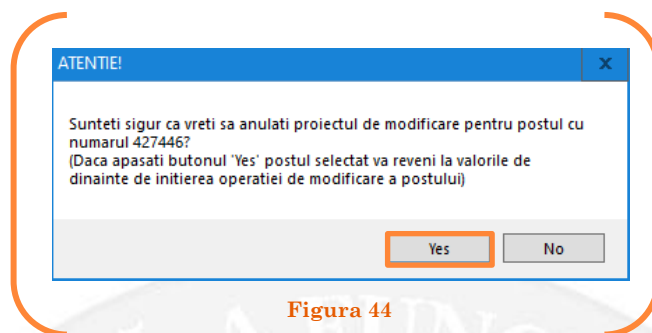 ATENTIE!
x
Sunteti sigur ca vreti sa anulati proiectul de modificare pentru postul cu
numarul 427446?
(Daca apasati butonul 'Yes' postul selectat va reveni la valorile de
dinainte de initierea operatiei de modificare a postului)
Yes No
Figura 44